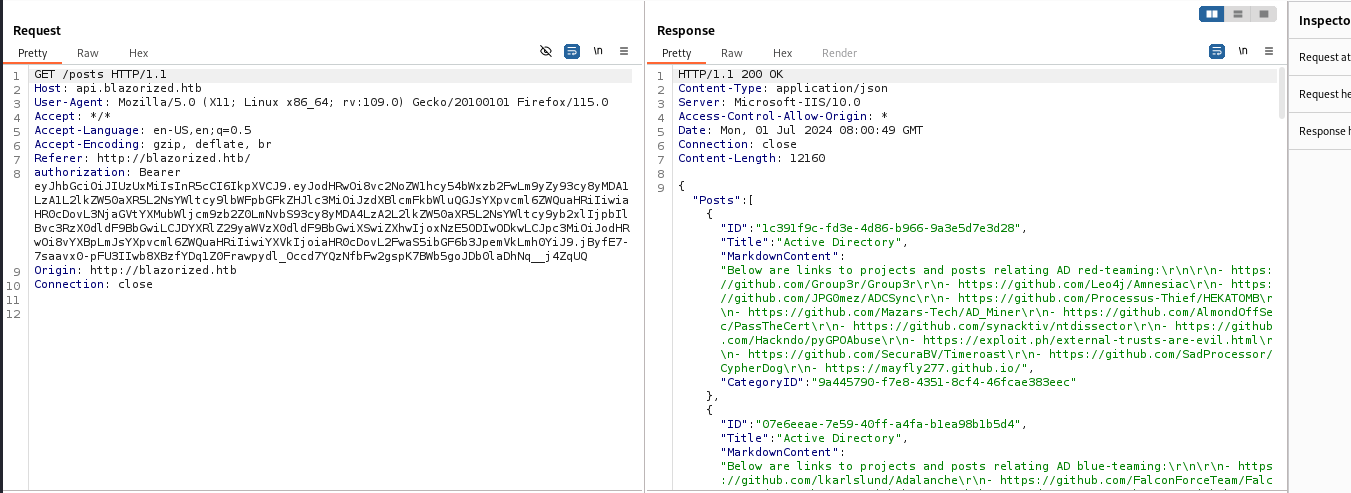 Request
Pretty Raw Hex
\n
1 GET /posts HTTP/1.1
2 Host: api.blazorized.htb
3 User-Agent: Mozilla/5.0 (X11; Linux x86_64; rv:109.0) Gecko/20100101 Firefox/115.0
4 Accept: */*
5 Accept-Language: en-US,en;q=0.5
6 Accept-Encoding: gzip, deflate, br
7 Referer: http://blazorized.htb/
8 authorization: Bearer
eyJhbGciOiJIUzUxMiIsInR5cCI6IkpXVCJ9.eyJodHRwOi8vc2NoZW1hcy54bWxzb2FwLm9yZy93cy8yMDA1
LzA1L2lkZW50aXR5L2NsYWltcy9lbWFpbGFkZHJlc3MiOiJzdXBlcmFkbWluQGJsYXpvcml6ZWQuaHRiIiwia
HR0cDovL3NjaGVtYXMubWljcm9zb2Z0LmNvbS93cy8yMDA4LzA2L2lkZW50aXR5L2NsYWltcy9yb2xlIjpbIl
Bvc3RzX0dldF9BbGwiLCJDYXRlZ29yaWVzX0dldF9BbGwiXSwiZXhwIjoxNzE5ODIwODkwLCJpc3MiOiJodHR
wOi8vYXBpLmJsYXpvcml6ZWQuaHRiIiwiYXVkIjoiaHR0cDovL2FwaS5ibGF6b3JpemVkLmh0YiJ9.jByfE7-
7saavx0-pFU3IIwb8XBzfYDq1Z0Frawpydl_Occd7YQzNfbFw2gspK7BWb5goJDb0laDhNq__j4ZqUQ
9 Origin: http://blazorized.htb
10 Connection: close
11
12
Response
Pretty Raw Hex Render
\n
1 HTTP/1.1 200 OK
2 Content-Type: application/json
3 Server: Microsoft-IIS/10.0
4 Access-Control-Allow-Origin: *
5 Date: Mon, 01 Jul 2024 08:00:49 GMT
6 Connection: close
7 Content-Length: 12160
8
9 {
"Posts":[
{
"ID":"1c391f9c-fd3e-4d86-b966-9a3e5d7e3d28",
"Title":"Active Directory",
"MarkdownContent":
"Below are links to projects and posts relating AD red-teaming:\r\n\r\n- https:
//github.com/Group3r/Group3r\r\n- https://github.com/Leo4j/Amnesiac\r\n- https:
//github.com/JPG0mez/ADCSync\r\n- https://github.com/Processus-Thief/HEKATOMB\r
\n- https://github.com/Mazars-Tech/AD_Miner\r\n- https://github.com/AlmondOffSe
c/PassTheCert\r\n- https://github.com/synacktiv/ntdissector\r\n- https://github
.com/Hackndo/pyGPOAbuse\r\n- https://exploit.ph/external-trusts-are-evil.html\r
\n- https://github.com/SecuraBV/Timeroast\r\n- https://github.com/SadProcessor/
CypherDog\r\n- https://mayfly277.github.io/",
"CategoryID":"9a445790-f7e8-4351-8cf4-46fcae383eec"
},
{
"ID":"07e6eeae-7e59-40ff-a4fa-b1ea98b1b5d4",
"Title":"Active Directory",
"MarkdownContent":
"Below are links to projects and posts relating AD blue-teaming:\r\n\r\n- https
://github.com/lkarlslund/Adalanche\r\n- https://github.com/FalconForceTeam/Falc
Inspecto
Request at
Request he
Response h